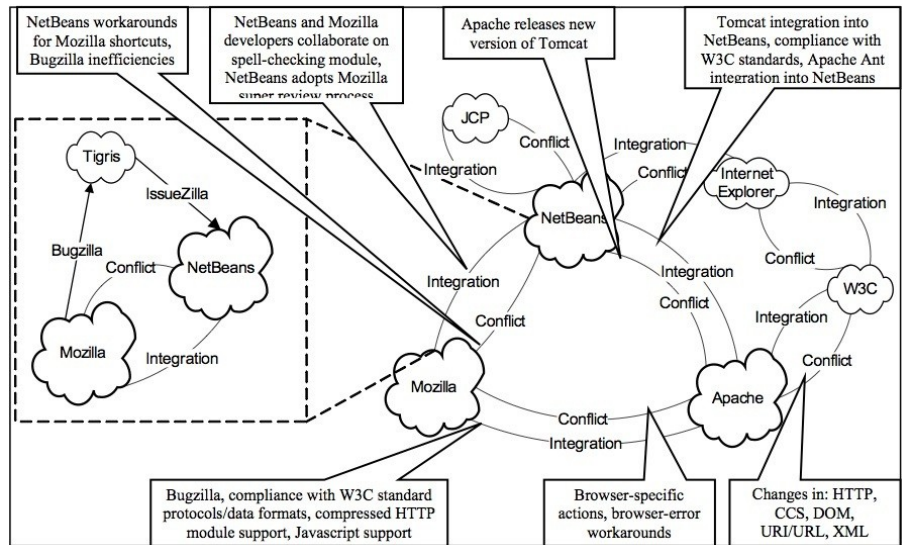 NetBeans workarounds
for Mozilla shortcuts,
Bugzilla inefficiencies
NetBeans and Mozilla
developers collaborate on
spell-checking module,
NetBeans adopts Mozilla
super review process
Apache releases new
version of Tomcat
Tomcat integration into
NetBeans, compliance with
W3C standards, Apache Ant
integration into NetBeans
Tigris
IssueZilla
Bugzilla
Conflict
NetBeans
Mozilla
Integration
JCP
Conflict
Integration
NetBeans
Integration
Conflict
Internet
Explorer
Integration
Conflict
W3C
Integration
Conflict
Integration
Conflict
Integration
Conflict
Mozilla
Apache
Conflict
Integration
Bugzilla, compliance with W3C standard
protocols/data formats, compressed HTTP
module support, Javascript support
Browser-specific
actions, browser-error
workarounds
Changes in: HTTP,
CCS, DOM,
URI/URL, XML